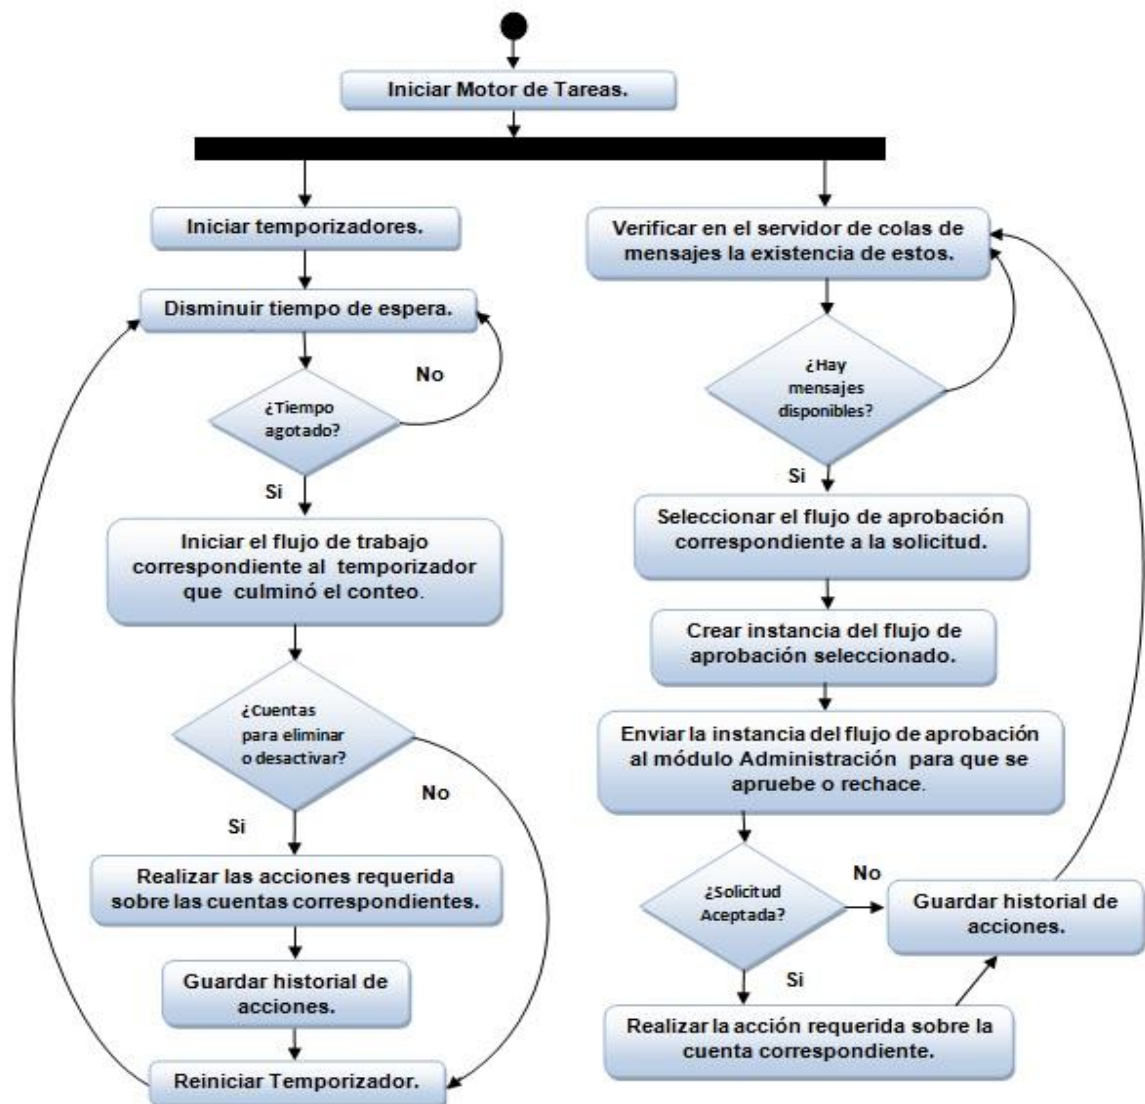 Iniciar Motor de Tareas.
Iniciar temporizadores.
Disminuir tiempo de espera.
No
¿Tiempo
agotado?
Si
Iniciar el flujo de trabajo
correspondiente al temporizador
que culminó el conteo.
¿Cuentas
para eliminar
o desactivar?
No
Si
Realizar las acciones requerida
sobre las cuentas correspondientes.
Guardar historial de
acciones.
Reiniciar Temporizador.
Verificar en el servidor de colas de
mensajes la existencia de estos.
¿Hay
mensajes
disponibles?
Si
Seleccionar el flujo de aprobación
correspondiente a la solicitud.
Crear instancia del flujo de
aprobación seleccionado.
Enviar la instancia del flujo de aprobación
al módulo Administración para que se
apruebe o rechace.
¿Solicitud
Aceptada?
No
Guardar historial de
acciones.
Si
Realizar la acción requerida sobre la
cuenta correspondiente.